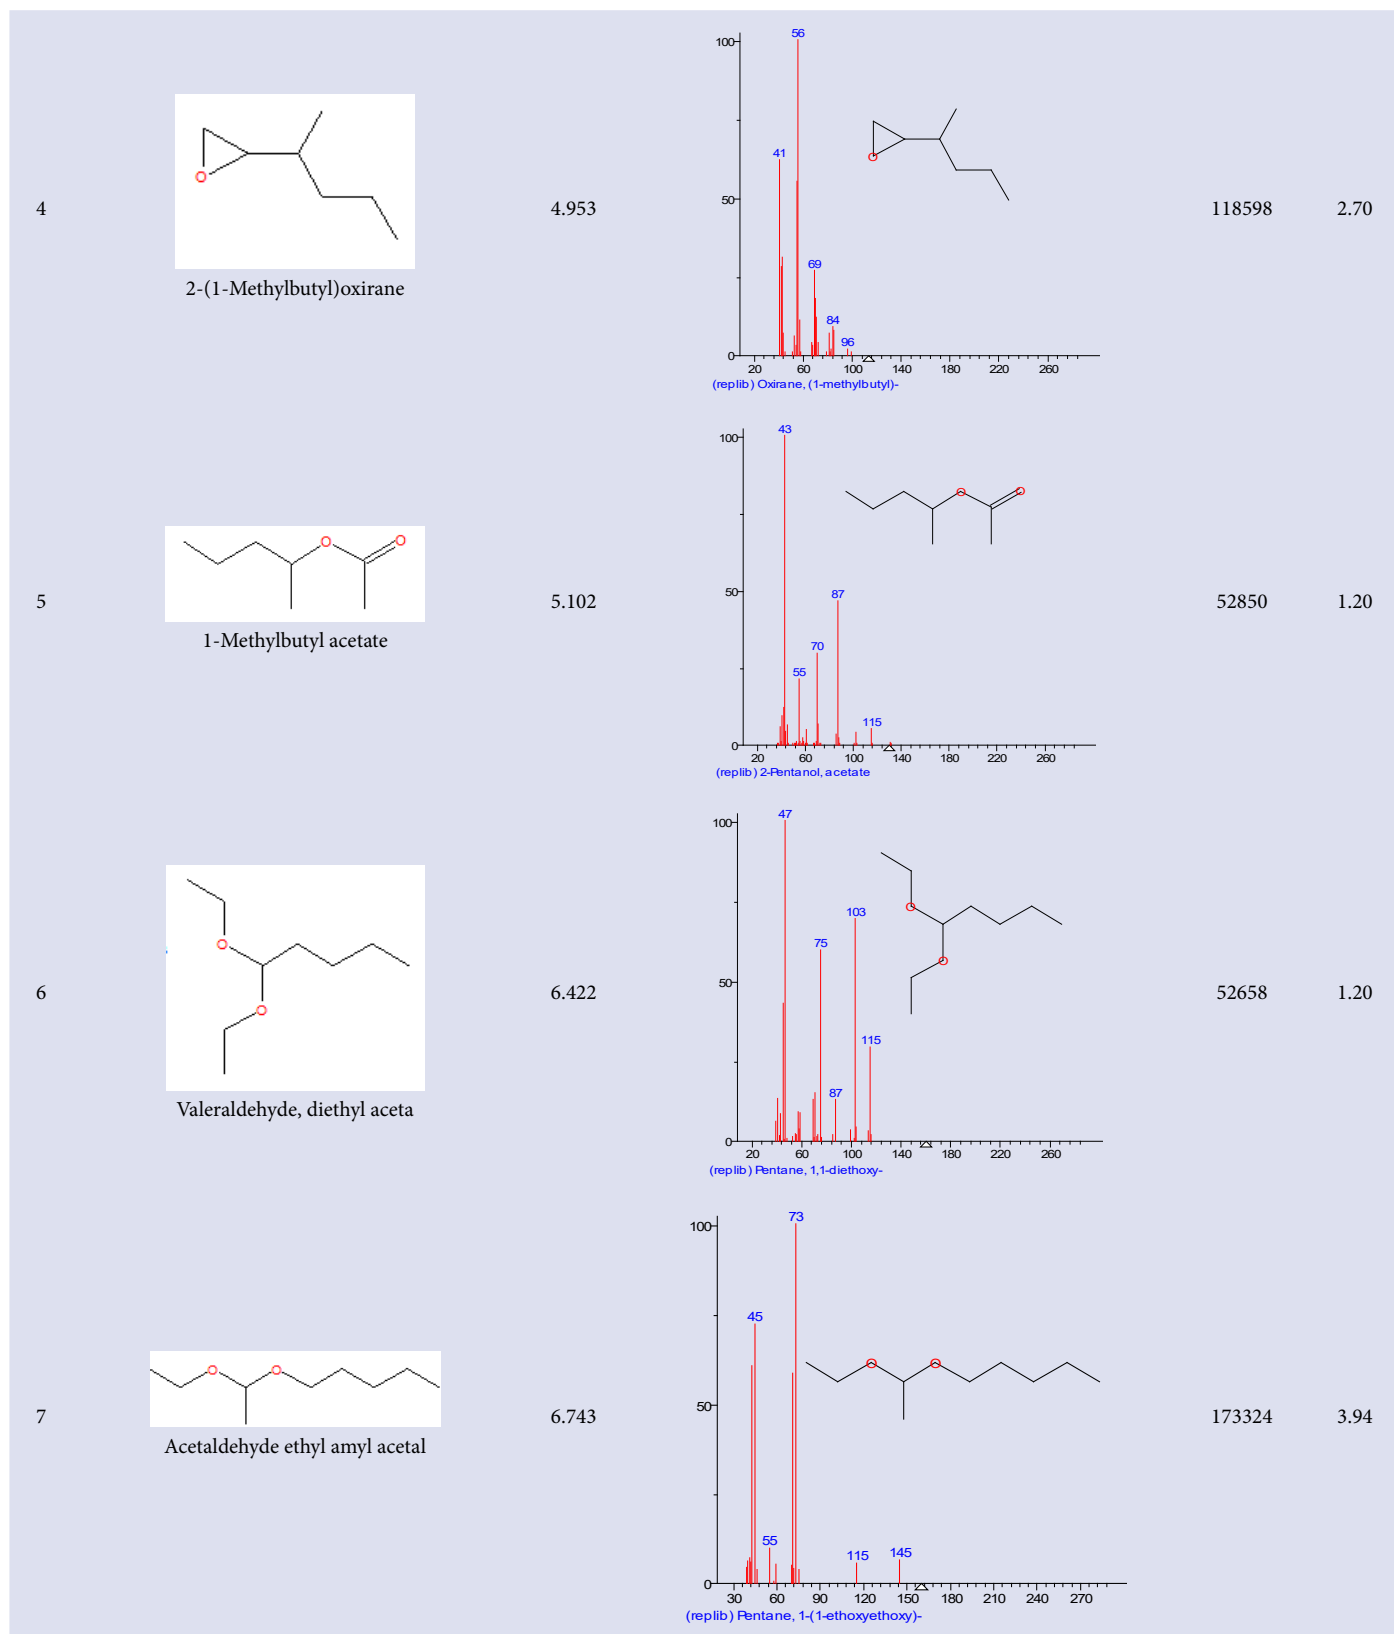 4
O
2-(1-Methylbutyl)oxirane
4.953
100
50
0
56
41
69
84
96
O
20 60 100 140 180 220 260
(replib) Oxirane, (1-methylbutyl)-
118598
2.70
5
O O
1-Methylbutyl acetate
5.102
100
50
0
43
87
70
55
115
O O
20 60 100 140 180 220 260
(replib) 2-Pentanol, acetate
52850
1.20
6
O
O
Valeraldehyde, diethyl aceta
6.422
100
50
0
47
103
75
115
87
O
O
20 60 100 140 180 220 260
(replib) Pentane, 1,1-diethoxy-
52658
1.20
7
O O
Acetaldehyde ethyl amyl acetal
6.743
100
50
0
73
45
55
115
145
O O
30 60 90 120 150 180 210 240 270
(replib) Pentane, 1-(1-ethoxyethoxy)-
173324
3.94